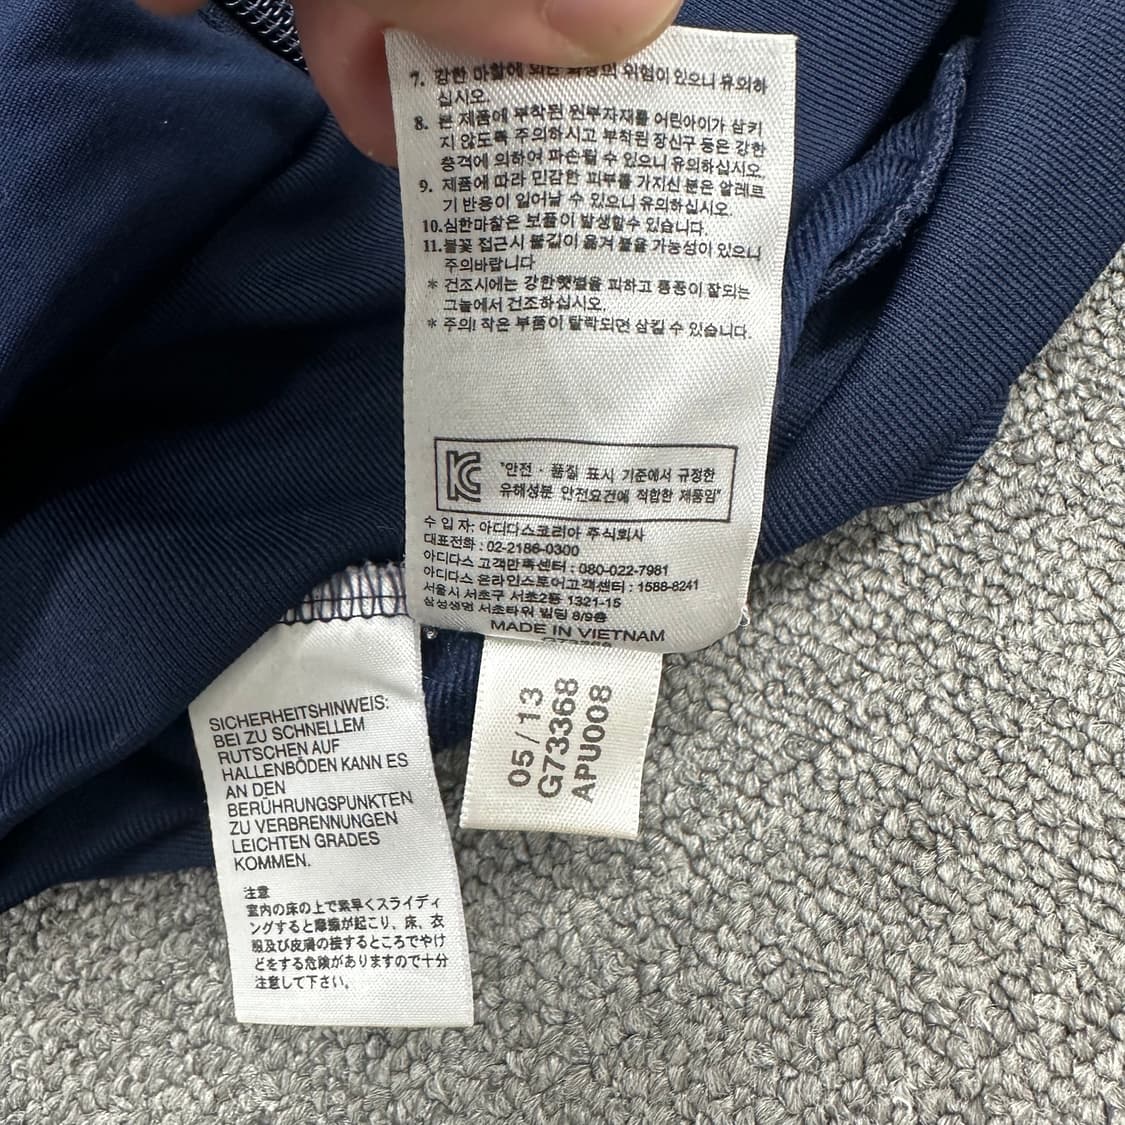 7. 강한 마찰에 의한 화상의 위험이 있으니 유의하
십시오.
8. 본 제품에 부착된 원부자재를 어린아이가 삼키
지 않도록 주의하시고 부착된 장신구 등은 강한
충격에 의하여 파손될 수 있으니 유의하십시오.
9. 제품에 따라 민감한 피부를 가지신 분은 알레르
기 반응이 일어날 수 있으니 유의하십시오.
10.심한마찰은 보풀이 발생할수 있습니다.
11.불꽃 접근시 불길이 옮겨 붙을 가능성이 있으니
주의바랍니다
* 건조시에는 강한햇볕을 피하고 통풍이 잘되는
그늘에서 건조하십시오.
* 주의! 작은 부품이 탈락되면 삼킬 수 있습니다.
KC
"안전 · 품질 표시 기준에서 규정한
유해성분 안전요건에 적합한 제품임"
수 입 자: 아디다스코리아 주식회사
대표전화 : 02-2186-0300
아디다스 고객만족센터 : 080-022-7981
아디다스 온라인스토어고객센터 : 1588-8241
서울시 서초구 서초2동 1321-15
삼성생명 서초타워 빌딩 8/9층
MADE IN VIETNAM
05/13
G73368
APU008
SICHERHEITSHINWEIS:
BEI ZU SCHNELLEM
RUTSCHEN AUF
HALLENBÖDEN KANN ES
AN DEN
BERÜHRUNGSPUNKTEN
ZU VERBRENNUNGEN
LEICHTEN GRADES
KOMMEN.
注意
室内の床の上で素早くスライディ
ングすると摩擦が起こり、床、衣
服及び皮膚の接するところでやけ
どをする危険がありますので十分
注意して下さい。